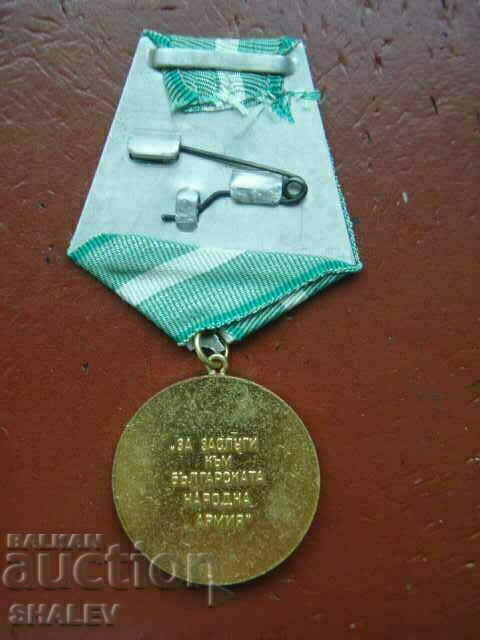 „ЗА ЗАСЛУГИ
КЪМ
БЪЛГАРСКАТА
НАРОДНА
АРМИЯ"
BALKAN
auction
SHALEV